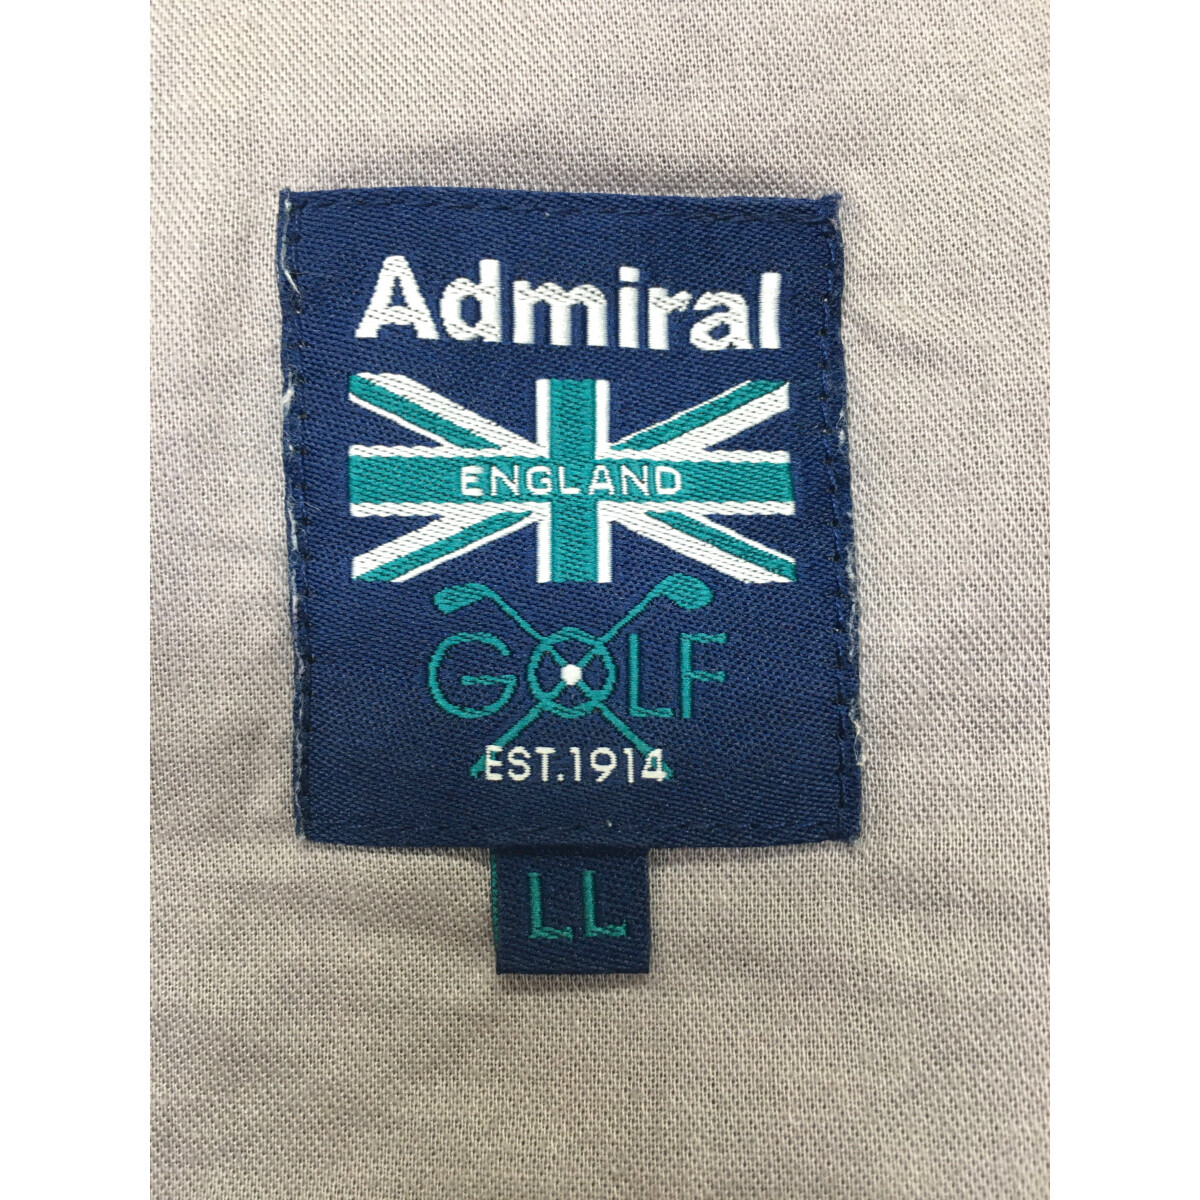 Admiral
ENGLAND
GOLF
EST.1914
LL